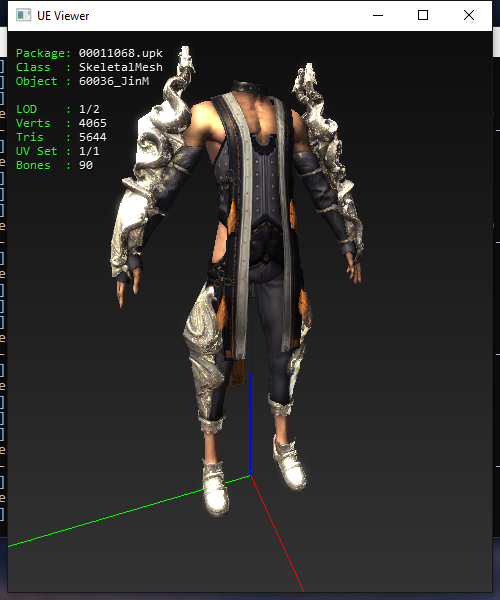 UE Viewer
Package: 00011068.upk
Class : SkeletalMesh
Object : 60036_JinM
LOD : 1/2
Verts : 4065
Tris : 5644
UV Set : 1/1
Bones : 90